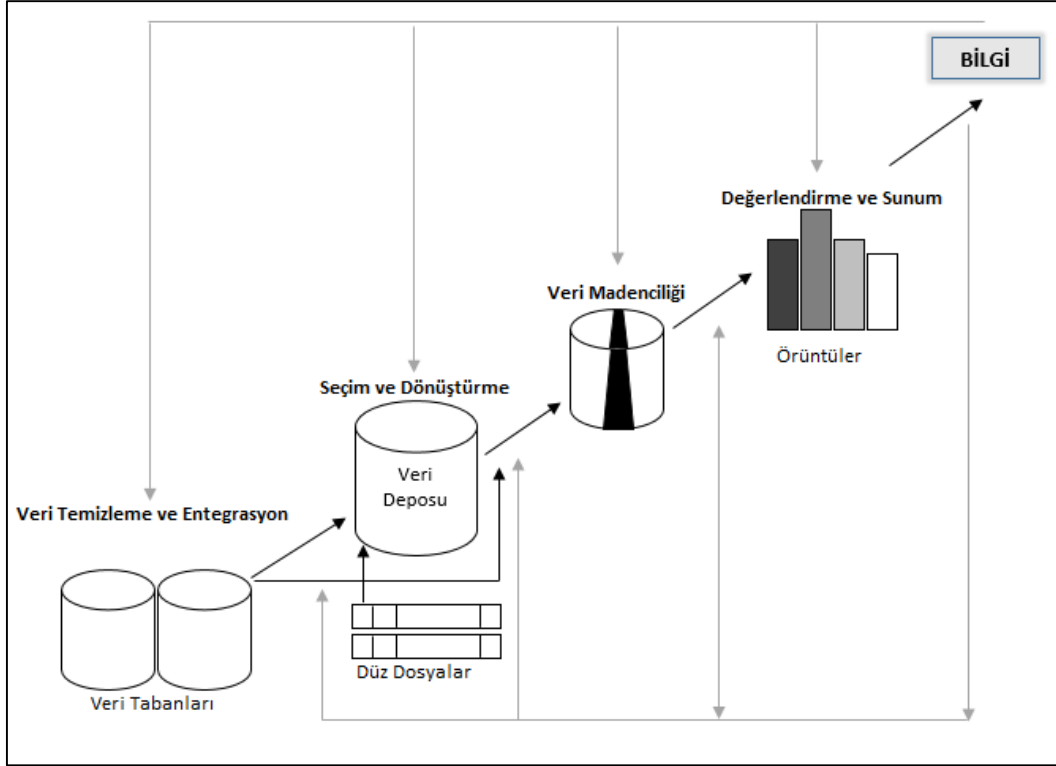 BİLGİ
Değerlendirme ve Sunum
Örüntüler
Veri Madenciliği
Seçim ve Dönüştürme
Veri
Deposu
Veri Temizleme ve Entegrasyon
Düz Dosyalar
Veri Tabanları